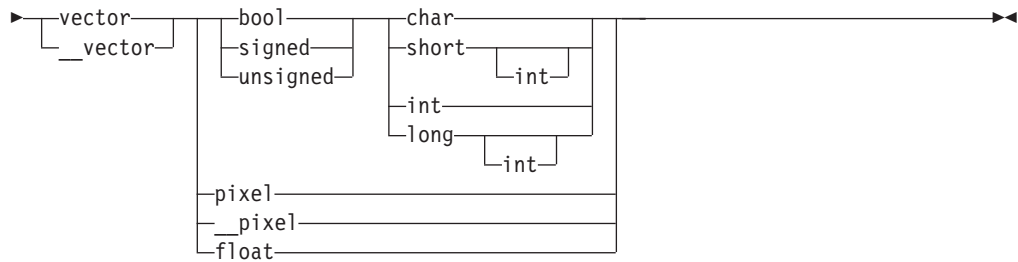 vector bool char
__vector signed short
unsigned int
int
long
int
pixel
__pixel
float